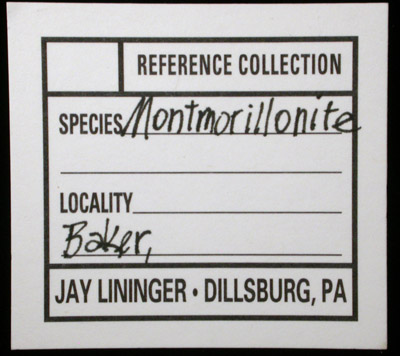 REFERENCE COLLECTION
SPECIES Montmorillonite
LOCALITY
Baker,
JAY LININGER • DILLSBURG, PA